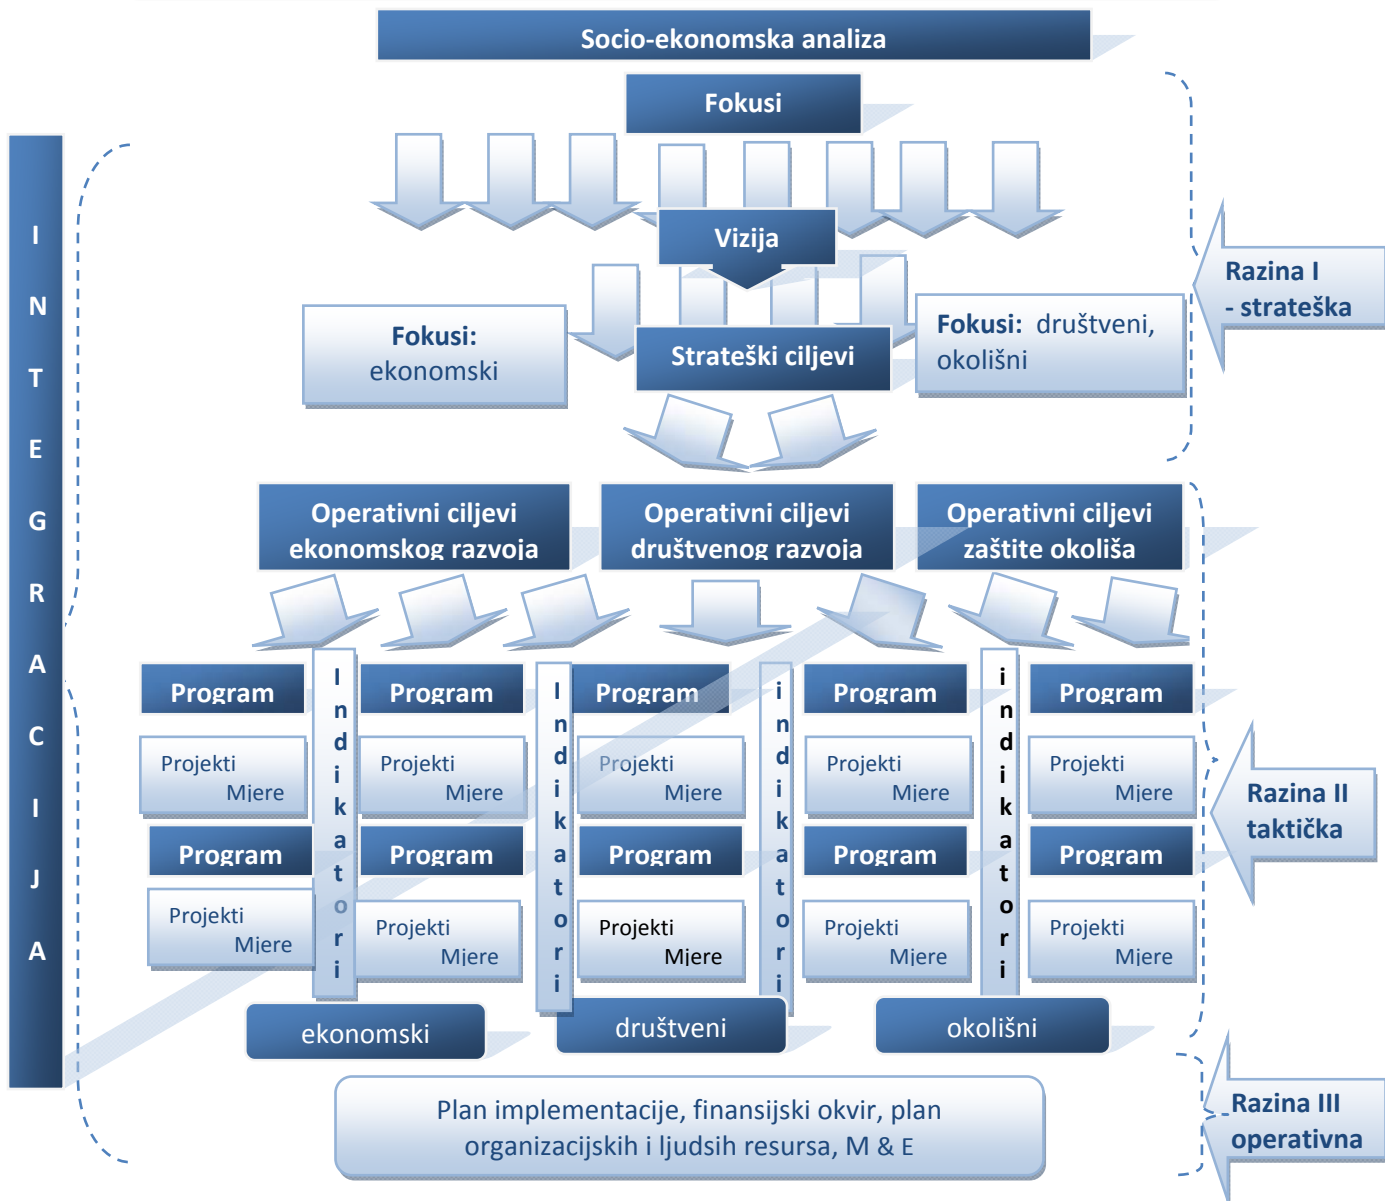 Socio-ekonomska analiza
Fokusi
Vizija
Fokusi:
ekonomski
Strateški ciljevi
Fokusi: društveni,
okolišni
Razina I
- strateška
INTEGRACIJA
Operativni ciljevi
ekonomskog razvoja
Operativni ciljevi
društvenog razvoja
Operativni ciljevi
zaštite okoliša
Program
Program
Program
Program
Program
Projekti
Mjere
Projekti
Mjere
Projekti
Mjere
Projekti
Mjere
Projekti
Mjere
Program
Program
Program
Program
Program
Projekti
Mjere
Projekti
Mjere
Projekti
Mjere
Projekti
Mjere
Projekti
Mjere
Indikatori
Indikatori
indikatori
indikatori
Razina II
taktička
ekonomski
društveni
okolišni
Plan implementacije, finansijski okvir, plan
organizacijskih i ljudsih resursa, M & E
Razina III
operativna